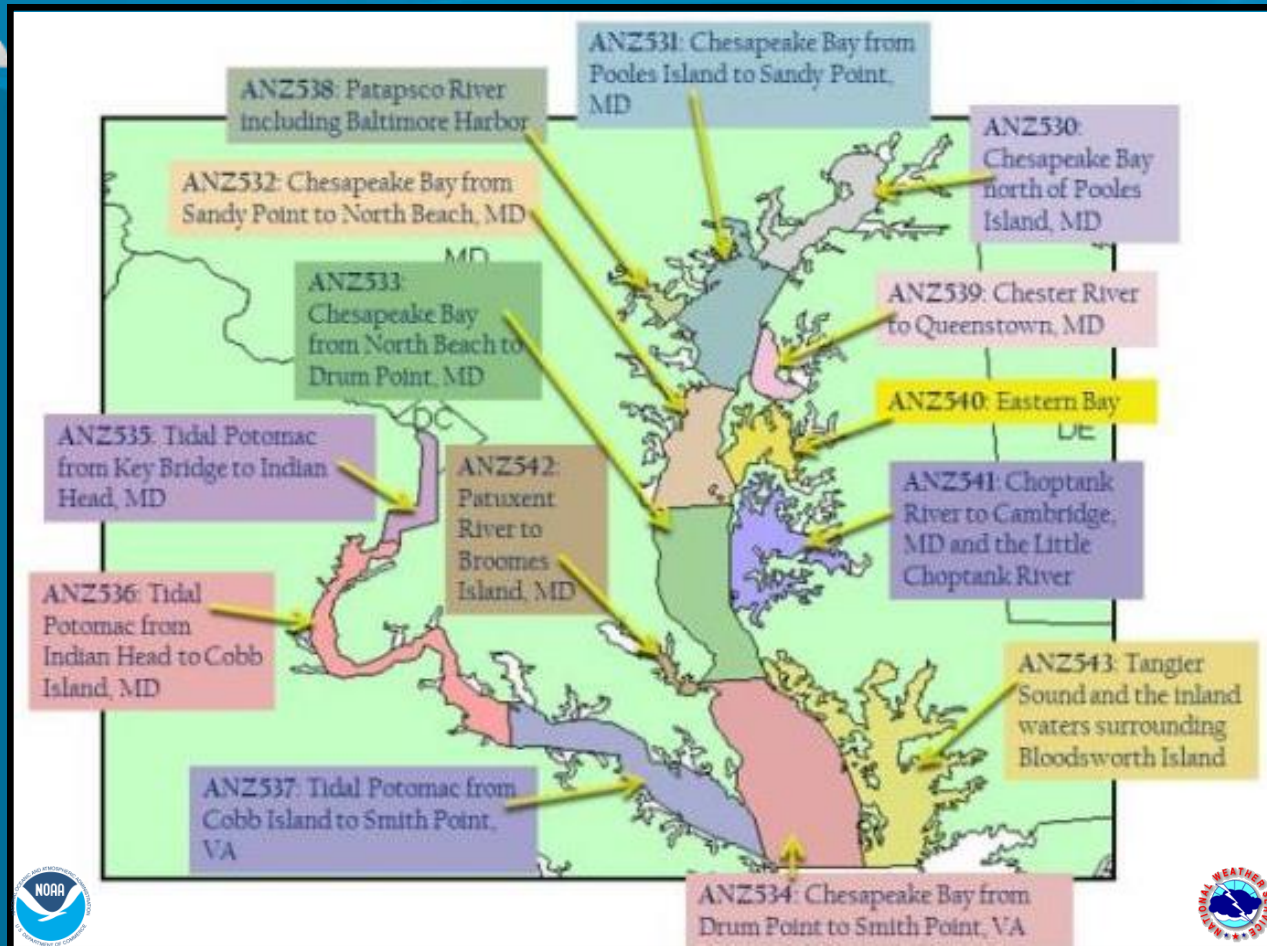 ANZ531: Chesapeake Bay from
Pooles Island to Sandy Point,
MD
ANZ538: Patapsco River
including Baltimore Harbor
ANZ530:
Chesapeake Bay
north of Pooles
Island, MD
ANZ532: Chesapeake Bay from
Sandy Point to North Beach, MD
MD
ANZ533:
Chesapeake Bay
from North Beach to
Drum Point, MD
ANZ539: Chester River
to Queenstown, MD
ANZ540: Eastern Bay
DE
DC
ANZ535: Tidal Potomac
from Key Bridge to Indian
Head, MD
ANZ542:
Patuxent
River to
Broomes
Island, MD
ANZ541: Choptank
River to Cambridge,
MD and the Little
Choptank River
ANZ536: Tidal
Potomac from
Indian Head to Cobb
Island, MD
ANZ543: Tangier
Sound and the inland
waters surrounding
Bloodsworth Island
ANZ537: Tidal Potomac from
Cobb Island to Smith Point,
VA
ANZ534: Chesapeake Bay from
Drum Point to Smith Point, VA
NOAA
NATIONAL WEATHER SERVICE